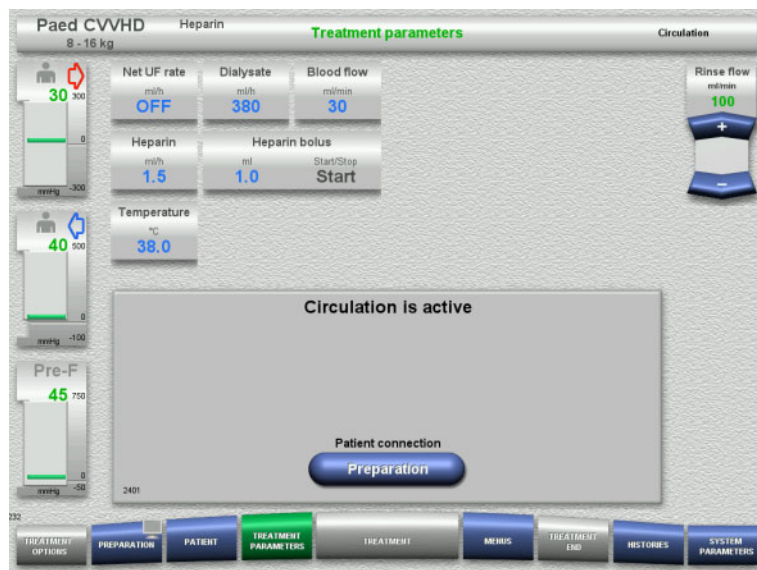 Paed CVVHD Heparin Treatment parameters Circulation
8 - 16 kg
30 300
0
mmHg -300
Net UF rate
ml/h
OFF
Dialysate
ml/h
380
Blood flow
ml/min
30
Rinse flow
ml/min
100
+
–
Heparin
ml/h
1.5
Heparin bolus
ml Start/Stop
1.0 Start
40 500
0
mmHg -100
Temperature
°C
38.0
Circulation is active
Patient connection
Preparation
2401
Pre-F
45 750
0
mmHg -50
232
TREATMENT OPTIONS
PREPARATION
PATIENT
TREATMENT PARAMETERS
TREATMENT
MENUS
TREATMENT END
HISTORIES
SYSTEM PARAMETERS